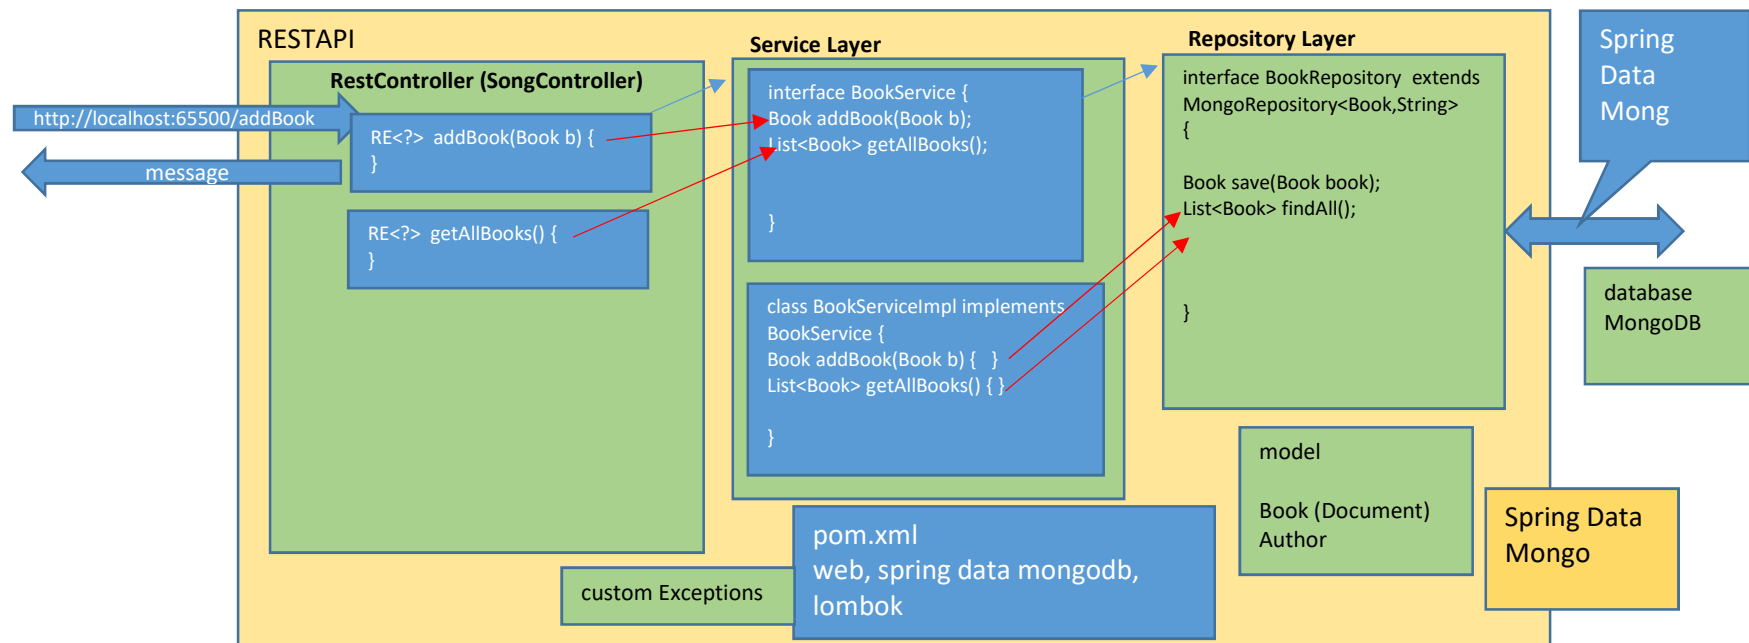 RESTAPI
RestController (SongController)
http://localhost:65500/addBook
message
RE<?>  addBook(Book b) {
}
RE<?>  getAllBooks() {
}
Service Layer
interface BookService {
Book addBook(Book b);
List<Book> getAllBooks();
}
class BookServiceImpl implements
BookService {
Book addBook(Book b) {   }
List<Book> getAllBooks() { }
}
Repository Layer
interface BookRepository  extends
MongoRepository<Book,String>
{
Book save(Book book);
List<Book> findAll();
}
Spring
Data
Mong
database
MongoDB
model
Book (Document)
Author
Spring Data
Mongo
pom.xml
web, spring data mongodb,
lombok
custom Exceptions